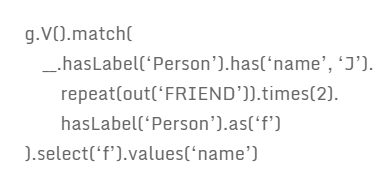 g.V().match(
__.hasLabel(‘Person’).has(‘name’, ‘J’).
repeat(out(‘FRIEND’)).times(2).
hasLabel(‘Person’).as(‘f’)
).select(‘f’).values(‘name’)